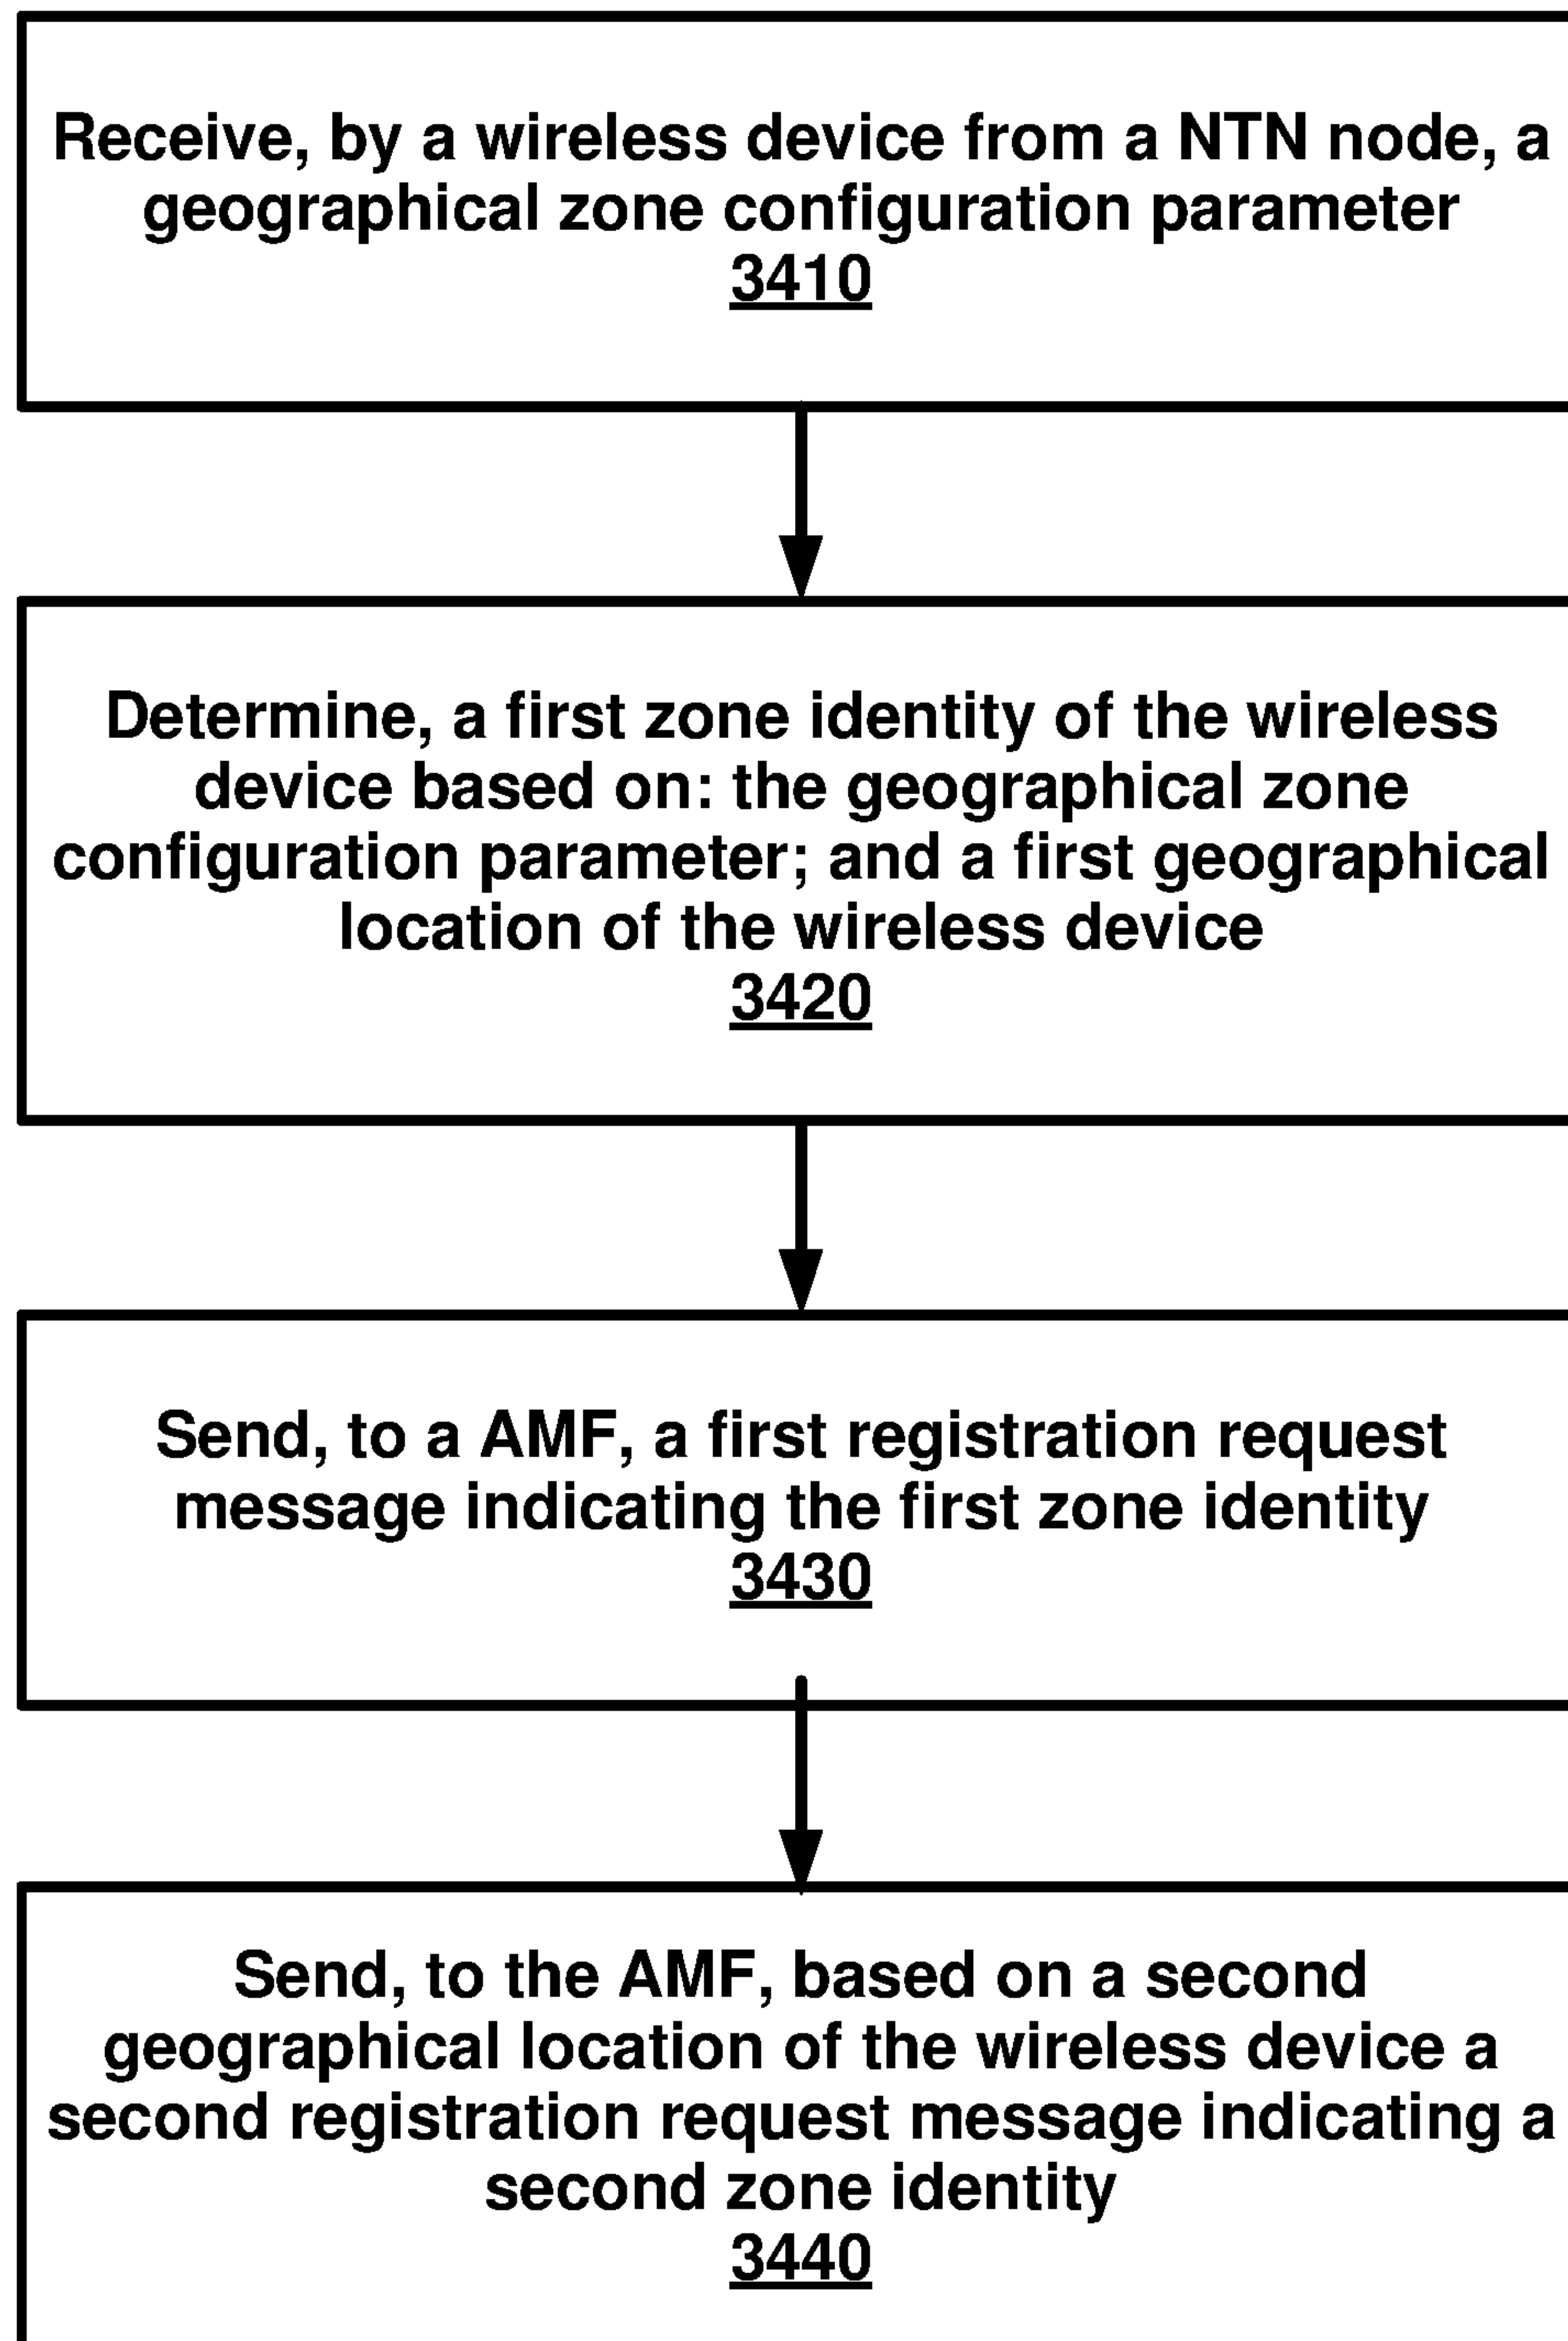 Receive, by a wireless device from a NTN node, a
geographical zone configuration parameter
3410
Determine, a first zone identity of the wireless
device based on: the geographical zone
configuration parameter; and a first geographical
location of the wireless device
3420
Send, to a AMF, a first registration request
message indicating the first zone identity
3430
Send, to the AMF, based on a second
geographical location of the wireless device a
second registration request message indicating a
second zone identity
3440